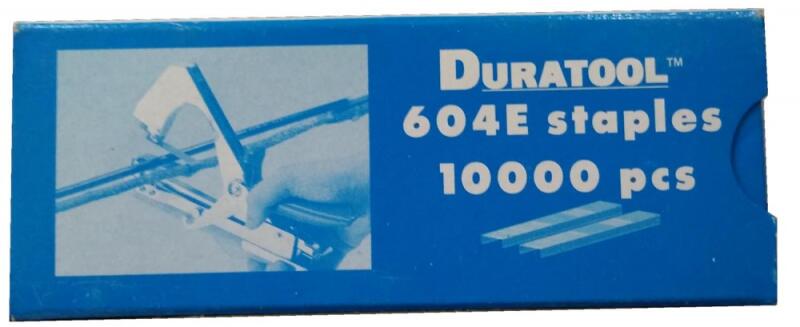 DURATOOL™
604E staples
10000 pcs